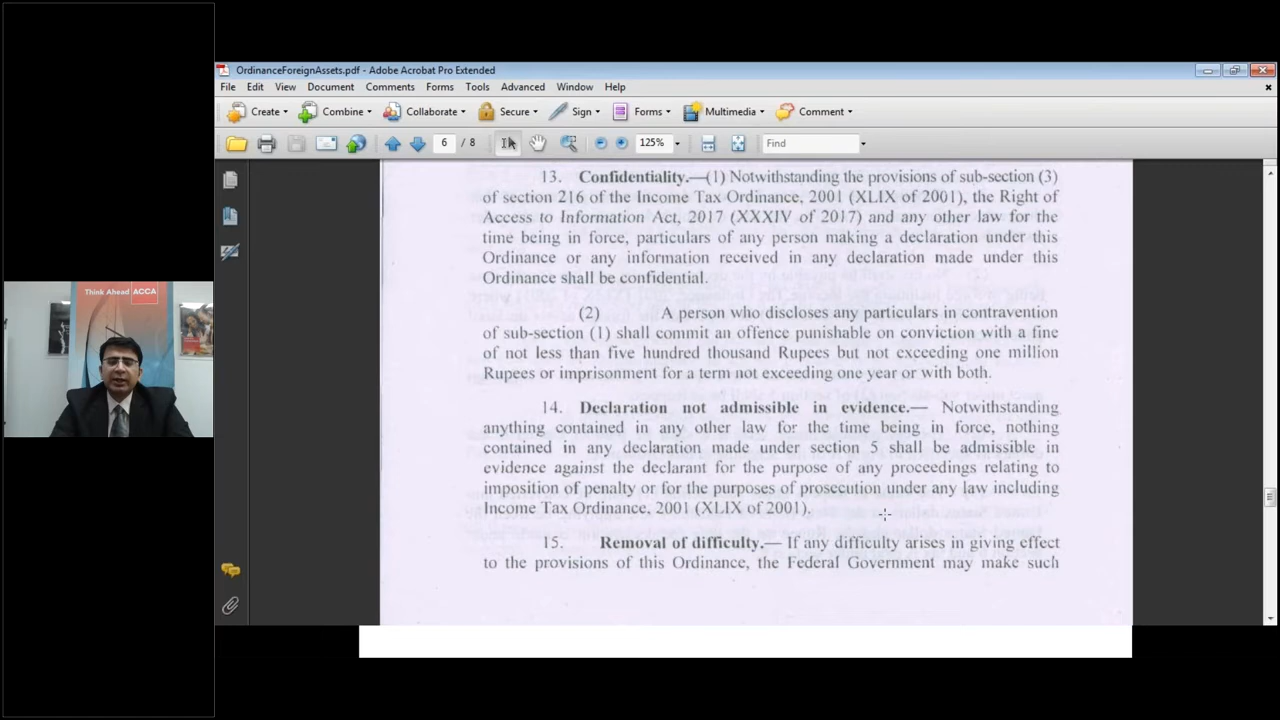 OrdinanceForeignAssets.pdf - Adobe Acrobat Pro Extended
File Edit View Document Comments Forms Tools Advanced Window Help
Create Combine Collaborate Secure Sign Forms Multimedia Comment
6 / 8 125% Find
13. Confidentiality.—(1) Notwithstanding the provisions of sub-section (3)
of section 216 of the Income Tax Ordinance, 2001 (XLIX of 2001), the Right of
Access to Information Act, 2017 (XXXIV of 2017) and any other law for the
time being in force, particulars of any person making a declaration under this
Ordinance or any information received in any declaration made under this
Ordinance shall be confidential.
(2) A person who discloses any particulars in contravention
of sub-section (1) shall commit an offence punishable on conviction with a fine
of not less than five hundred thousand Rupees but not exceeding one million
Rupees or imprisonment for a term not exceeding one year or with both.
14. Declaration not admissible in evidence.— Notwithstanding
anything contained in any other law for the time being in force, nothing
contained in any declaration made under section 5 shall be admissible in
evidence against the declarant for the purpose of any proceedings relating to
imposition of penalty or for the purposes of prosecution under any law including
Income Tax Ordinance, 2001 (XLIX of 2001).
15. Removal of difficulty.— If any difficulty arises in giving effect
to the provisions of this Ordinance, the Federal Government may make such
Think Ahead ACCA